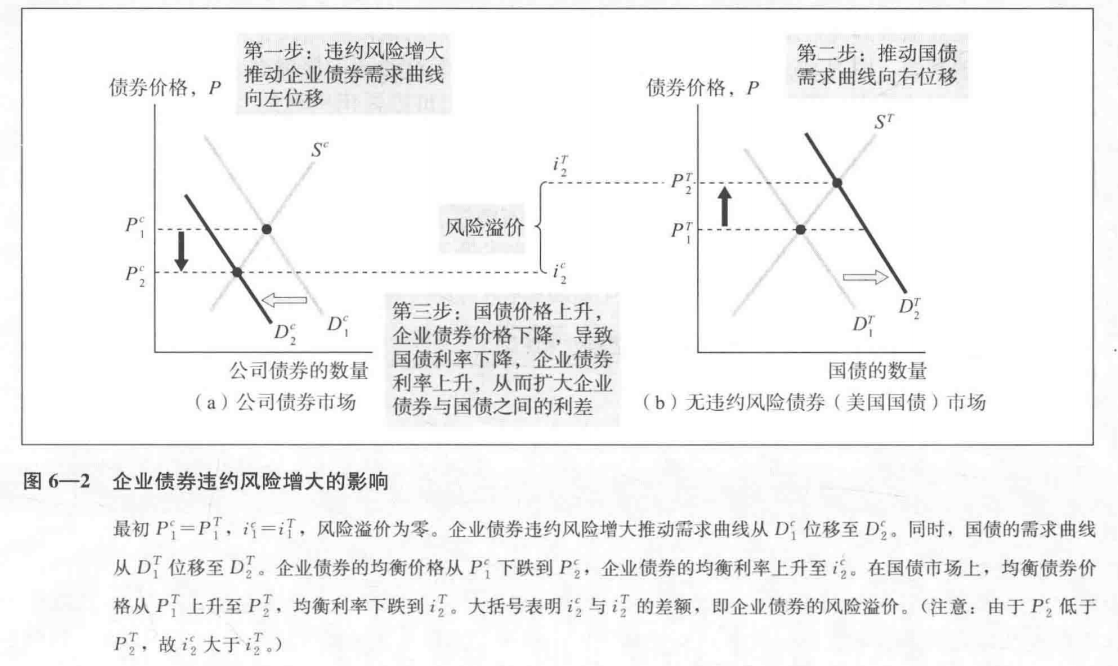 第一步：违约风险增大
推动企业债券需求曲线
向左位移
债券价格，P
S^c
P_1^c
P_2^c
D_2^c
D_1^c
公司债券的数量
（a）公司债券市场
风险溢价
i_2^T
i_2^c
第三步：国债价格上升，
企业债券价格下降，导致
国债利率下降，企业债券
利率上升，从而扩大企业
债券与国债之间的利差
第二步：推动国债
需求曲线向右位移
债券价格，P
S^T
P_2^T
P_1^T
D_2^T
D_1^T
国债的数量
（b）无违约风险债券（美国国债）市场
图 6—2 企业债券违约风险增大的影响
最初 P_1^c=P_1^T，i_1^c=i_1^T，风险溢价为零。企业债券违约风险增大推动需求曲线从 D_1^c 位移至 D_2^c。同时，国债的需求曲线
从 D_1^T 位移至 D_2^T。企业债券的均衡价格从 P_1^c 下跌到 P_2^c，企业债券的均衡利率上升至 i_2^c。在国债市场上，均衡债券价
格从 P_1^T 上升至 P_2^T，均衡利率下跌到 i_2^T。大括号表明 i_2^c 与 i_2^T 的差额，即企业债券的风险溢价。（注意：由于 P_2^c 低于
P_2^T，故 i_2^c 大于 i_2^T。）